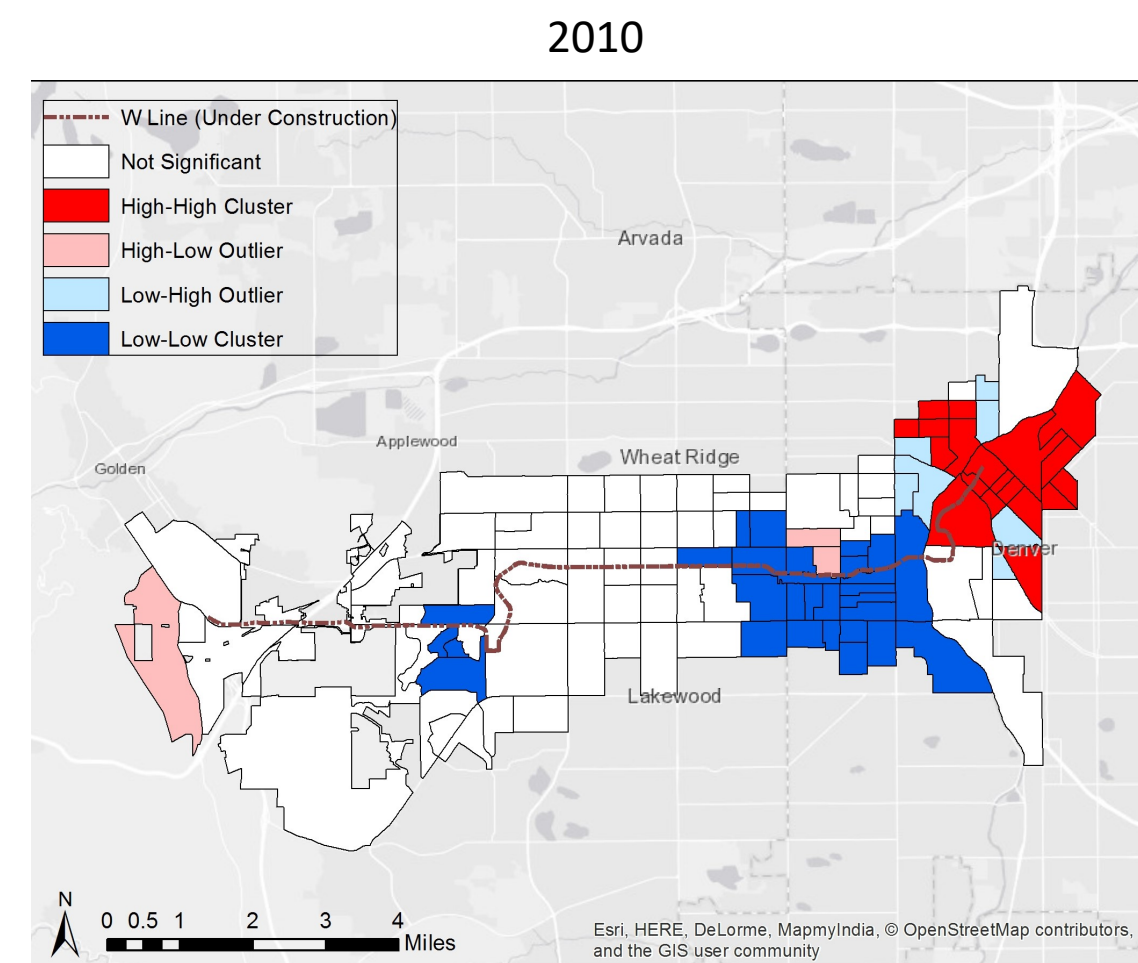 2010
W Line (Under Construction)
Not Significant
High-High Cluster
High-Low Outlier
Low-High Outlier
Low-Low Cluster
Arvada
Applewood
Golden
Wheat Ridge
Denver
Lakewood
N
0 0.5 1 2 3 4
Miles
Esri, HERE, DeLorme, MapmyIndia, © OpenStreetMap contributors,
and the GIS user community